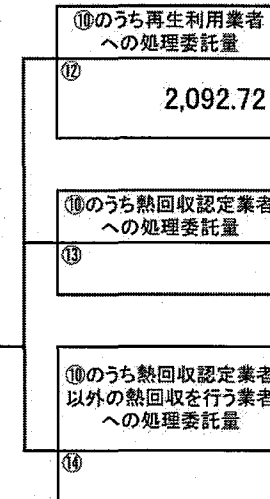 ⑩のうち再生利用業者
への処理委託量
⑫
2,092.72
⑩のうち熱回収認定業者
への処理委託量
⑬
⑩のうち熱回収認定業者
以外の熱回収を行う業者
への処理委託量
⑭